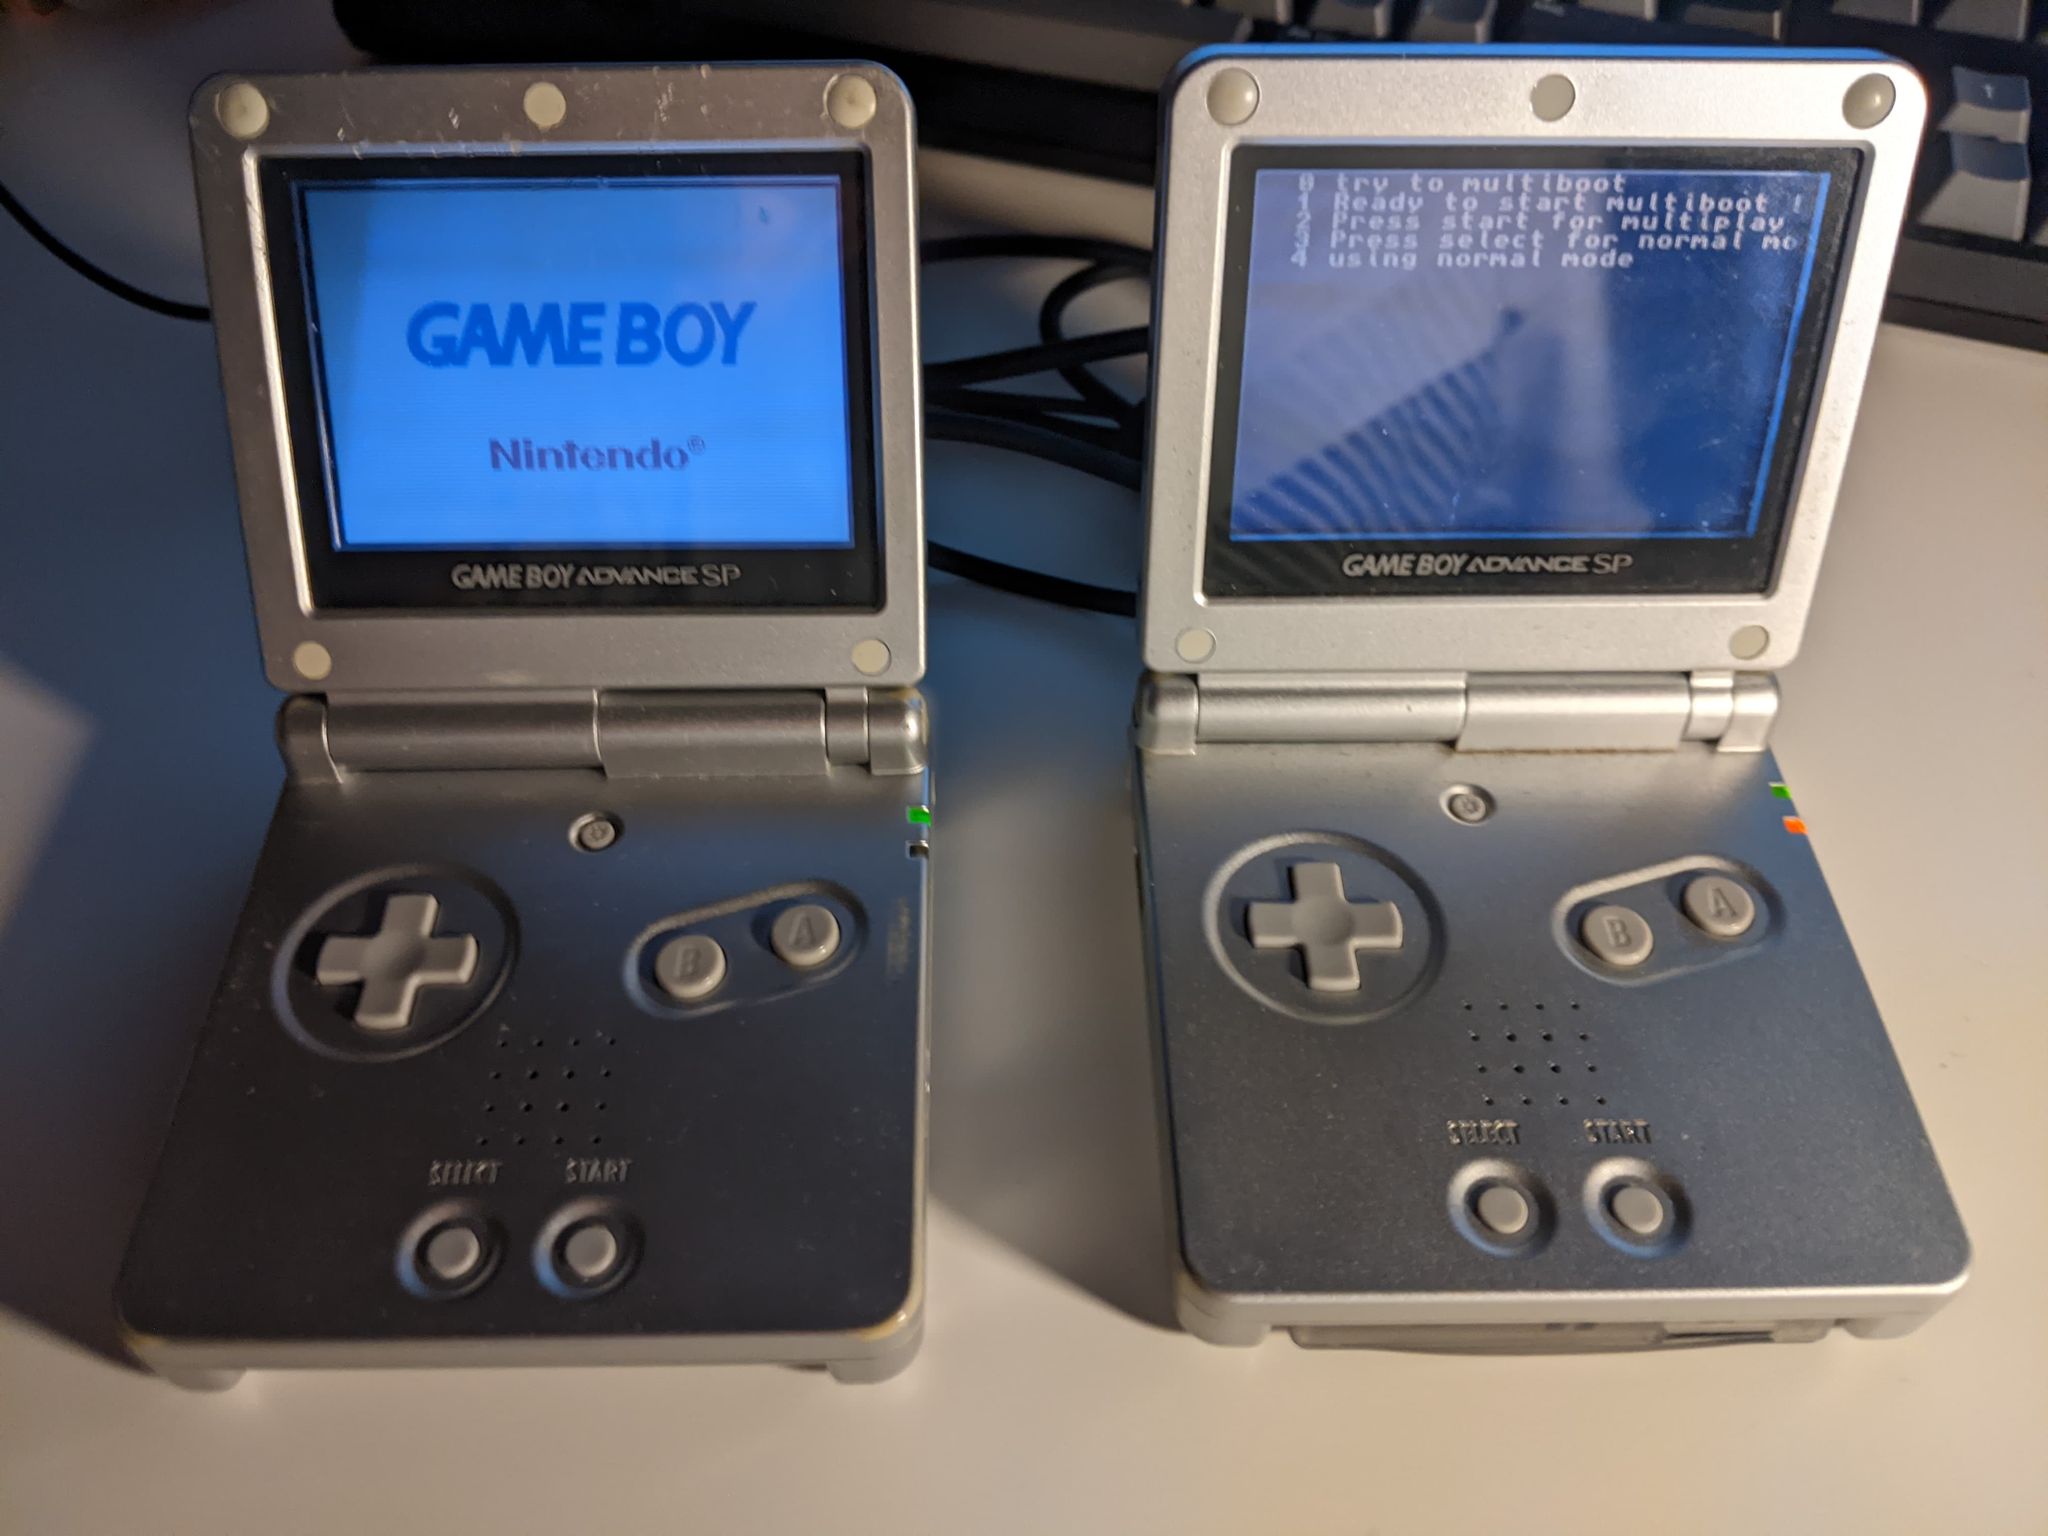 GAME BOY
Nintendo®
GAME BOY ADVANCE SP
B
A
SELECT START
0 try to multiboot
1 Ready to start multiboot !
2 Press start for multiplay
3 Press select for normal mo
4 using normal mode
GAME BOY ADVANCE SP
B
A
SELECT START